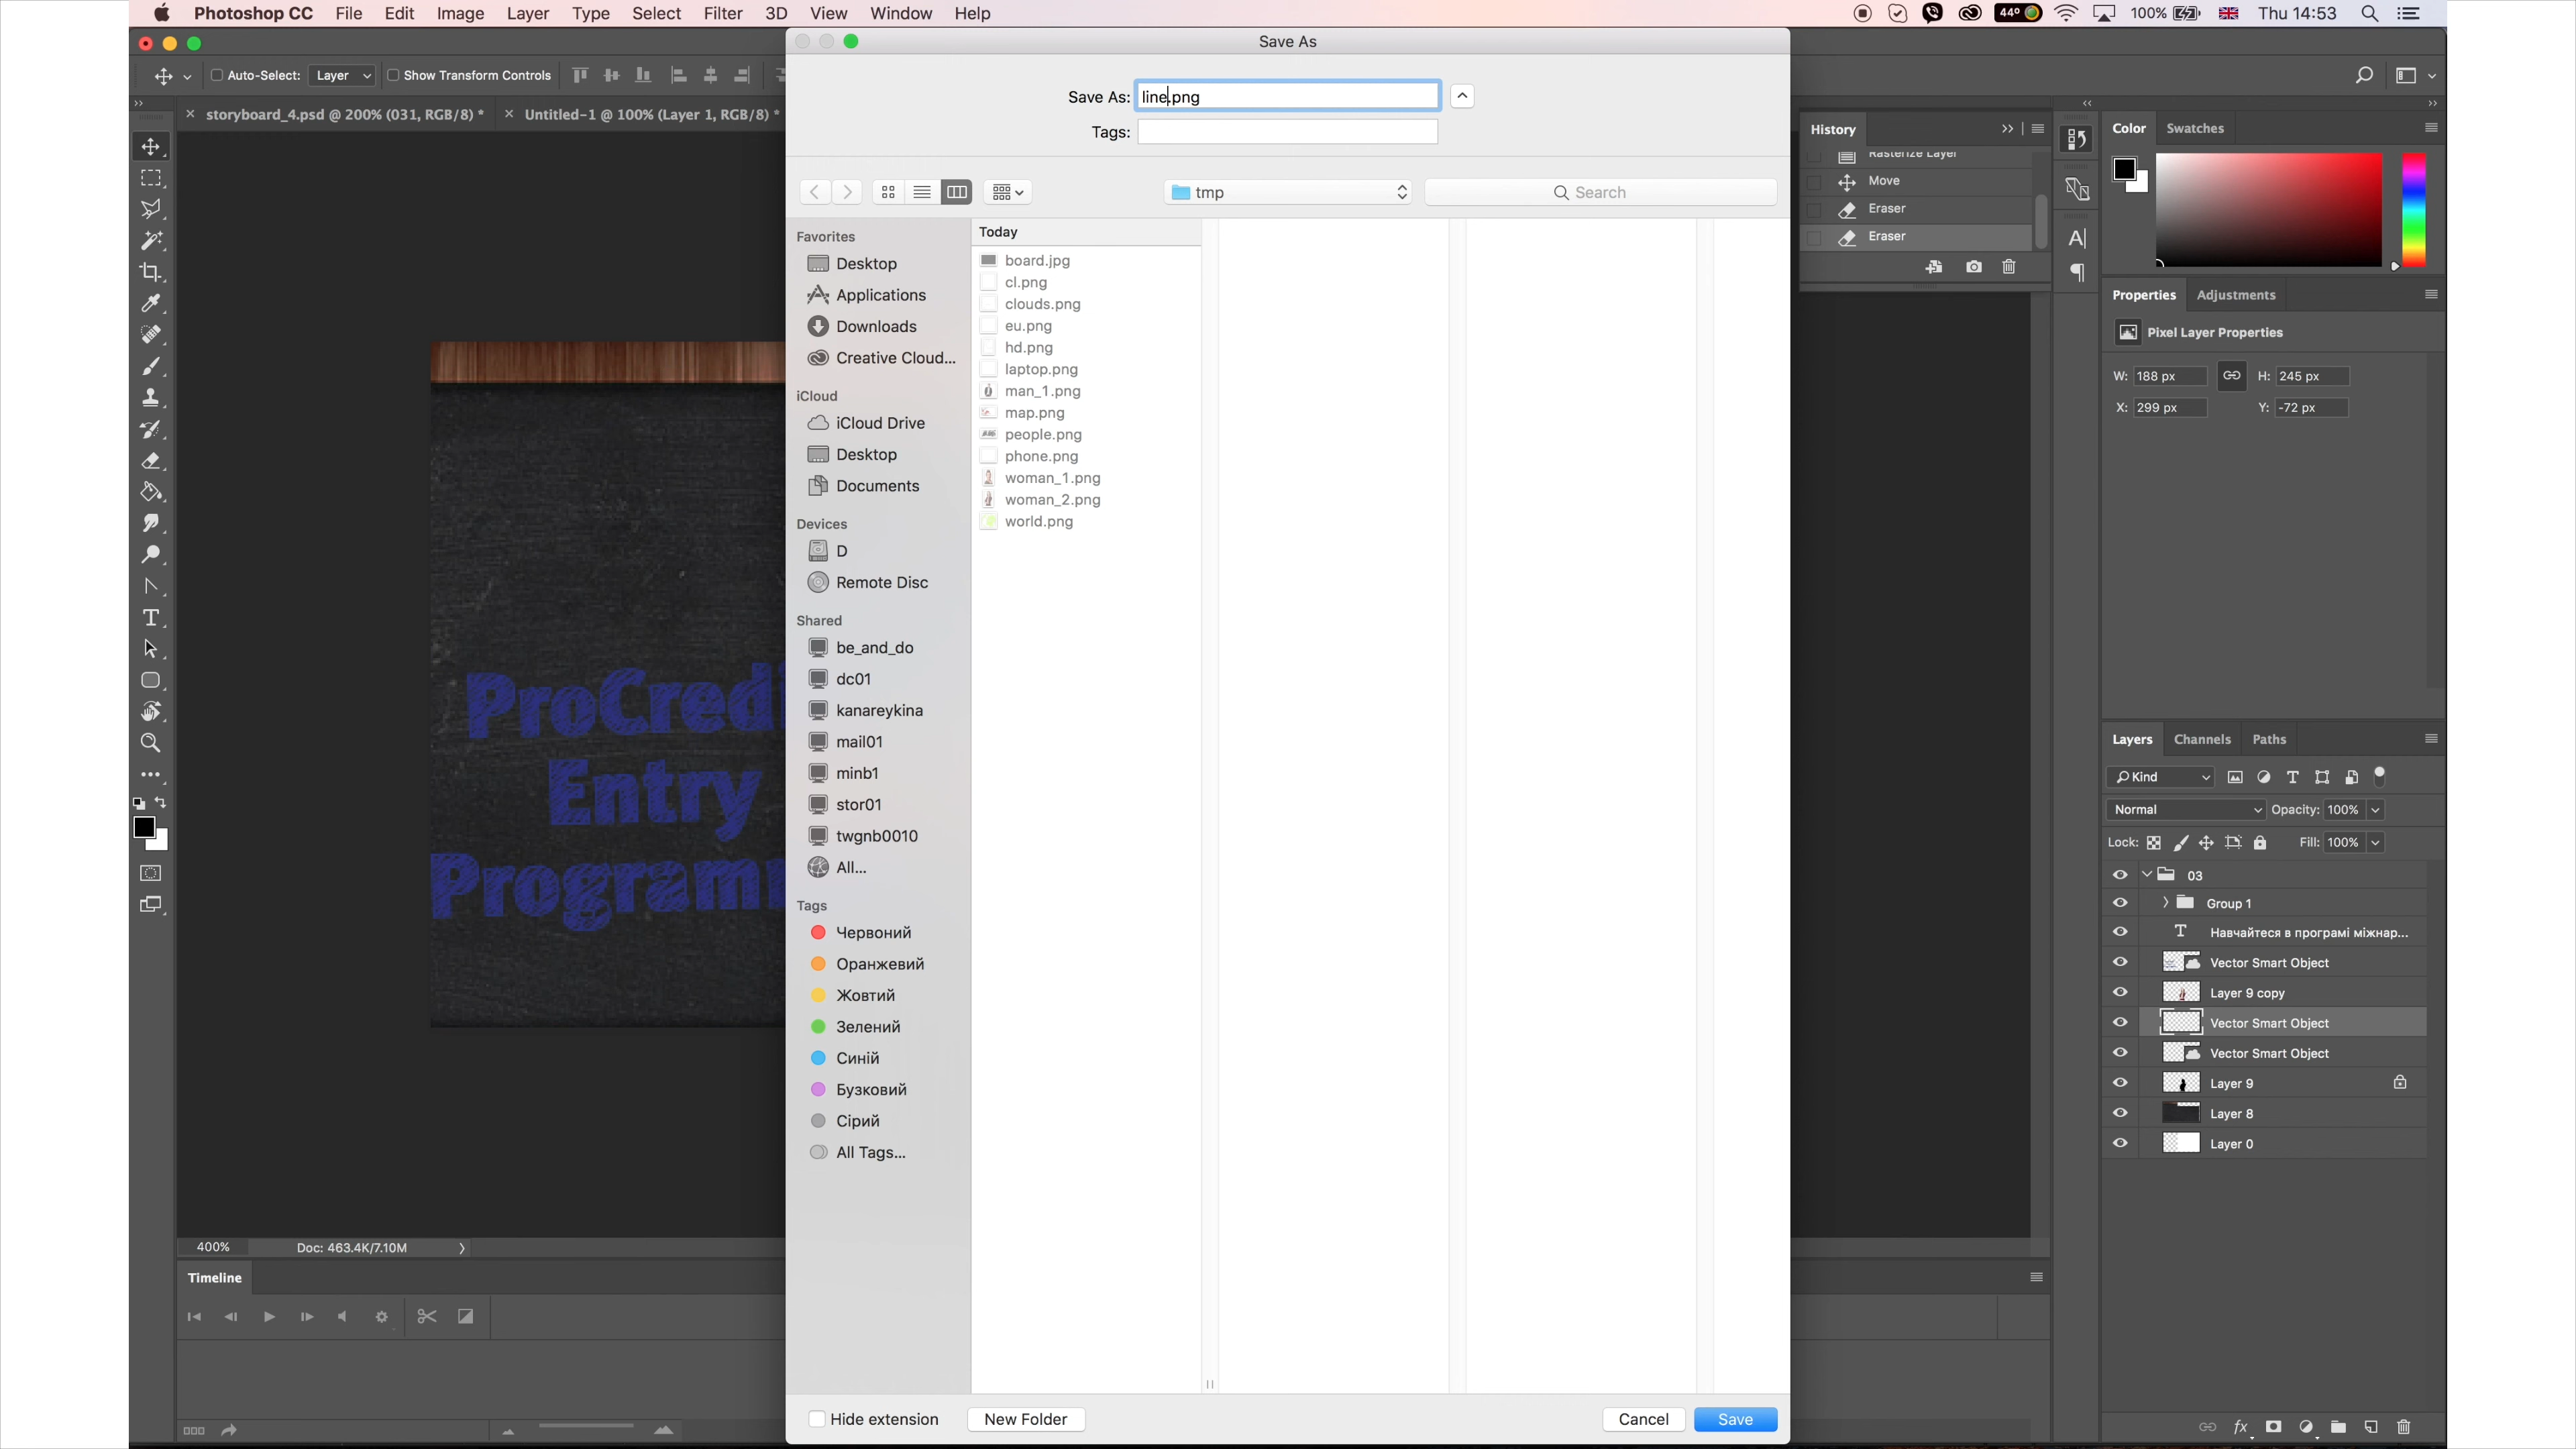 Photoshop CC File Edit Image Layer Type Select Filter 3D View Window Help
44° 100% Thu 14:53
Save As
Auto-Select: Layer Show Transform Controls
Save As: line.png
Tags:
storyboard_4.psd @ 200% (031, RGB/8) *
Untitled-1 @ 100% (Layer 1, RGB/8) *
tmp
Search
Favorites
Desktop
Applications
Downloads
Creative Cloud...
iCloud
iCloud Drive
Desktop
Documents
Devices
D
Remote Disc
Shared
be_and_do
dc01
kanareykina
mail01
minb1
stor01
twgnb0010
All...
Tags
Червоний
Оранжевий
Жовтий
Зелений
Синій
Бузковий
Сірий
All Tags...
Today
board.jpg
cl.png
clouds.png
eu.png
hd.png
laptop.png
man_1.png
map.png
people.png
phone.png
woman_1.png
woman_2.png
world.png
Hide extension
New Folder
Cancel
Save
ProCredi
Entry
Programm
400% Doc: 463.4K/7.10M
Timeline
History
Rasterize Layer
Move
Eraser
Eraser
Color Swatches
Properties Adjustments
Pixel Layer Properties
W: 188 px H: 245 px
X: 299 px Y: -72 px
Layers Channels Paths
Kind
Normal Opacity: 100%
Lock: Fill: 100%
03
Group 1
Навчайтеся в програмі міжнар...
Vector Smart Object
Layer 9 copy
Vector Smart Object
Vector Smart Object
Layer 9
Layer 8
Layer 0